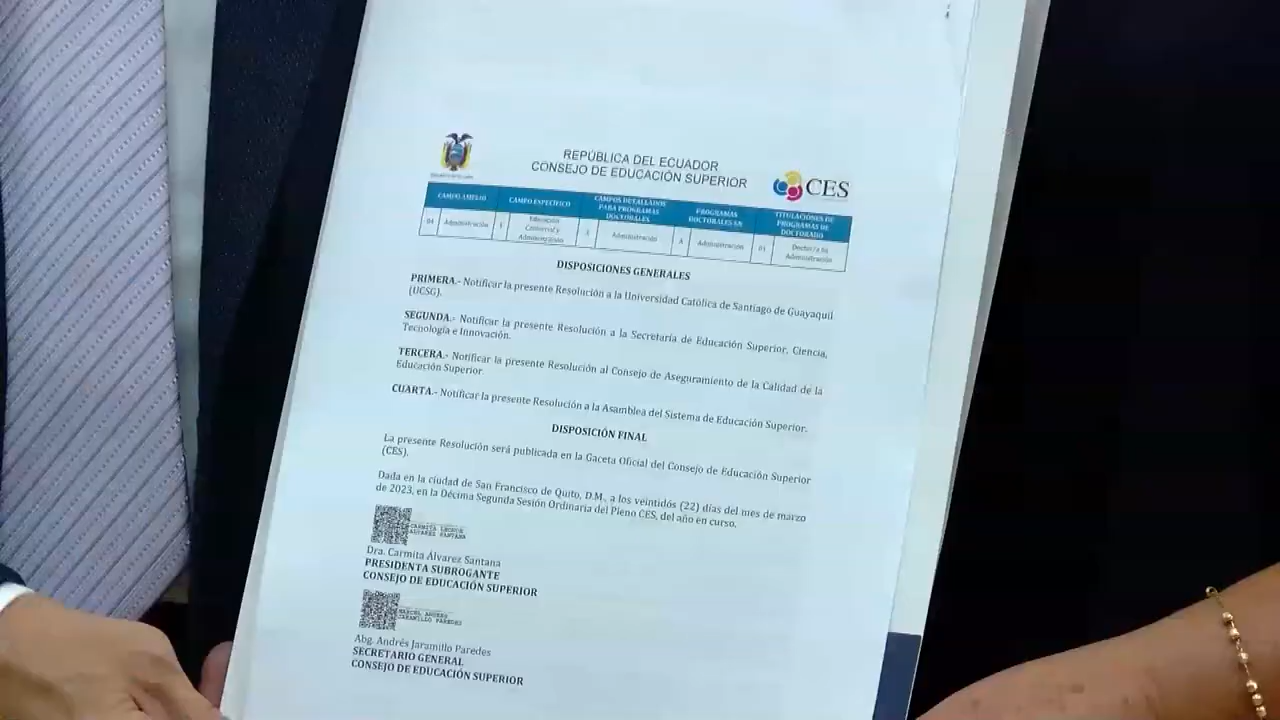 REPÚBLICA DEL ECUADOR
CONSEJO DE EDUCACIÓN SUPERIOR
CES
CAMPO AMPLIO
CAMPO ESPECÍFICO
CAMPOS DETALLADOS PARA PROGRAMAS DOCTORALES
PROGRAMAS DOCTORALES EN
TITULACIONES DE PROGRAMAS DE DOCTORADO
04 Administración 1 Educación Comercial y Administración Administración A Administración 01 Doctor/a en Administración
DISPOSICIONES GENERALES
PRIMERA.- Notificar la presente Resolución a la Universidad Católica de Santiago de Guayaquil
(UCSG).
SEGUNDA.- Notificar la presente Resolución a la Secretaría de Educación Superior, Ciencia,
Tecnología e Innovación.
TERCERA.- Notificar la presente Resolución al Consejo de Aseguramiento de la Calidad de la
Educación Superior
CUARTA.- Notificar la presente Resolución a la Asamblea del Sistema de Educación Superior.
DISPOSICIÓN FINAL
La presente Resolución será publicada en la Gaceta Oficial del Consejo de Educación Superior
(CES).
Dada en la ciudad de San Francisco de Quito, D.M., a los veintidós (22) días del mes de marzo
de 2023, en la Décima Segunda Sesión Ordinaria del Pleno CES, del año en curso.
CARMITA LEONOR
ALVAREZ SANTANA
Dra. Carmita Álvarez Santana
PRESIDENTA SUBROGANTE
CONSEJO DE EDUCACIÓN SUPERIOR
MARCEL ANDRES
JARAMILLO PAREDES
Abg. Andrés Jaramillo Paredes
SECRETARIO GENERAL
CONSEJO DE EDUCACIÓN SUPERIOR